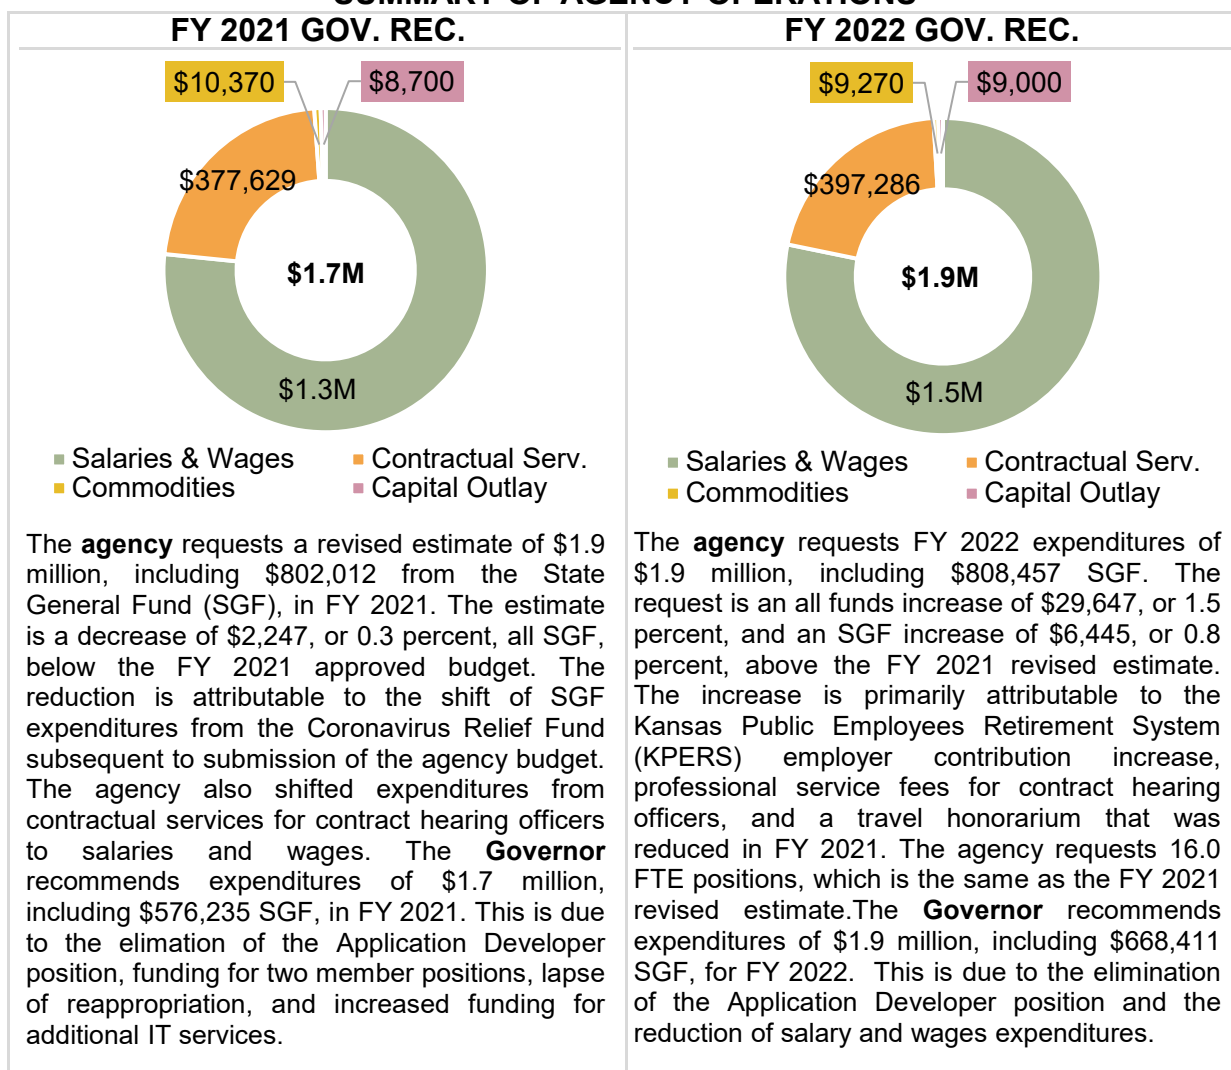 SUMMARY OF AGENCY OPERATIONS
FY 2021 GOV. REC.
$10,370
$8,700
$377,629
$1.7M
$1.3M
Salaries & Wages
Contractual Serv.
Commodities
Capital Outlay
The agency requests a revised estimate of $1.9
million, including $802,012 from the State
General Fund (SGF), in FY 2021. The estimate
is a decrease of $2,247, or 0.3 percent, all SGF,
below the FY 2021 approved budget. The
reduction is attributable to the shift of SGF
expenditures from the Coronavirus Relief Fund
subsequent to submission of the agency budget.
The agency also shifted expenditures from
contractual services for contract hearing officers
to salaries and wages. The Governor
recommends expenditures of $1.7 million,
including $576,235 SGF, in FY 2021. This is due
to the elimation of the Application Developer
position, funding for two member positions, lapse
of reappropriation, and increased funding for
additional IT services.
FY 2022 GOV. REC.
$9,270
$9,000
$397,286
$1.9M
$1.5M
Salaries & Wages
Contractual Serv.
Commodities
Capital Outlay
The agency requests FY 2022 expenditures of
$1.9 million, including $808,457 SGF. The
request is an all funds increase of $29,647, or 1.5
percent, and an SGF increase of $6,445, or 0.8
percent, above the FY 2021 revised estimate.
The increase is primarily attributable to the
Kansas Public Employees Retirement System
(KPERS) employer contribution increase,
professional service fees for contract hearing
officers, and a travel honorarium that was
reduced in FY 2021. The agency requests 16.0
FTE positions, which is the same as the FY 2021
revised estimate.The Governor recommends
expenditures of $1.9 million, including $668,411
SGF, for FY 2022. This is due to the elimination
of the Application Developer position and the
reduction of salary and wages expenditures.